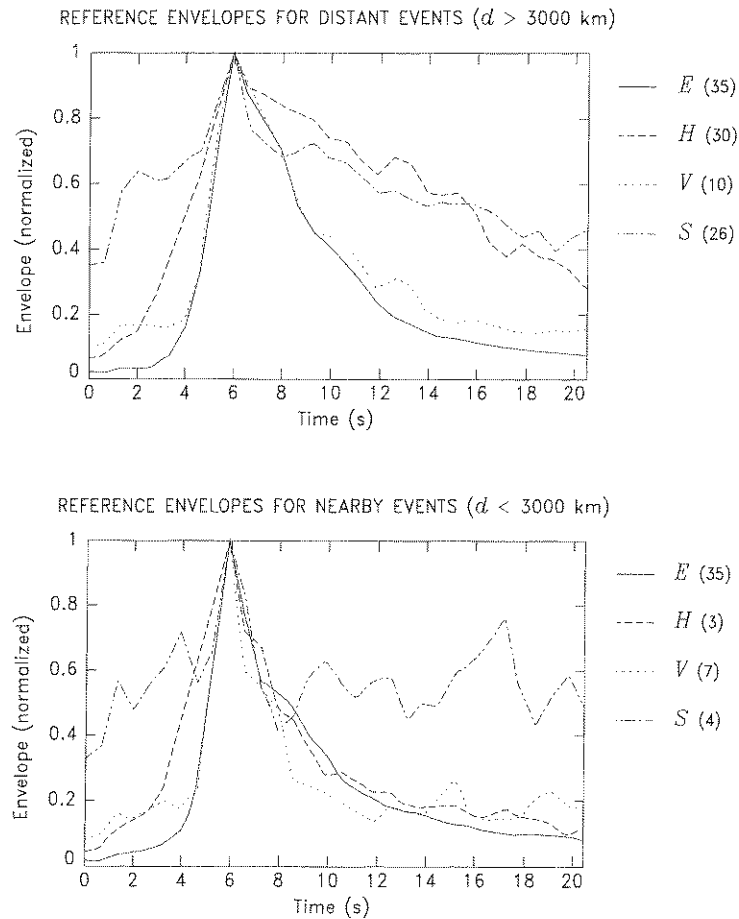 REFERENCE ENVELOPES FOR DISTANT EVENTS (d > 3000 km)
1
0.8
0.6
0.4
0.2
0
Envelope (normalized)
0 2 4 6 8 10 12 14 16 18 20
Time (s)
E (35)
H (30)
V (10)
S (26)
REFERENCE ENVELOPES FOR NEARBY EVENTS (d < 3000 km)
1
0.8
0.6
0.4
0.2
0
Envelope (normalized)
0 2 4 6 8 10 12 14 16 18 20
Time (s)
E (35)
H (3)
V (7)
S (4)